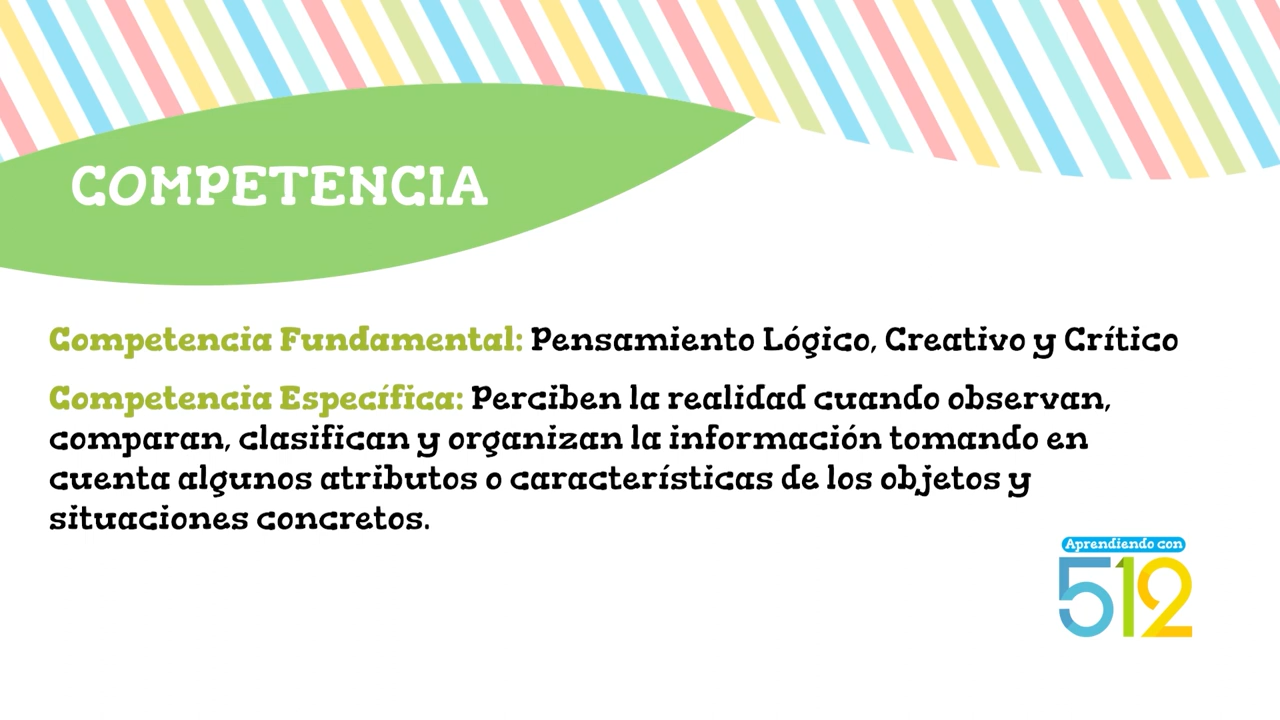 COMPETENCIA
Competencia Fundamental: Pensamiento Lógico, Creativo y Crítico
Competencia Específica: Perciben la realidad cuando observan,
comparan, clasifican y organizan la información tomando en
cuenta algunos atributos o características de los objetos y
situaciones concretos.
Aprendiendo con
512